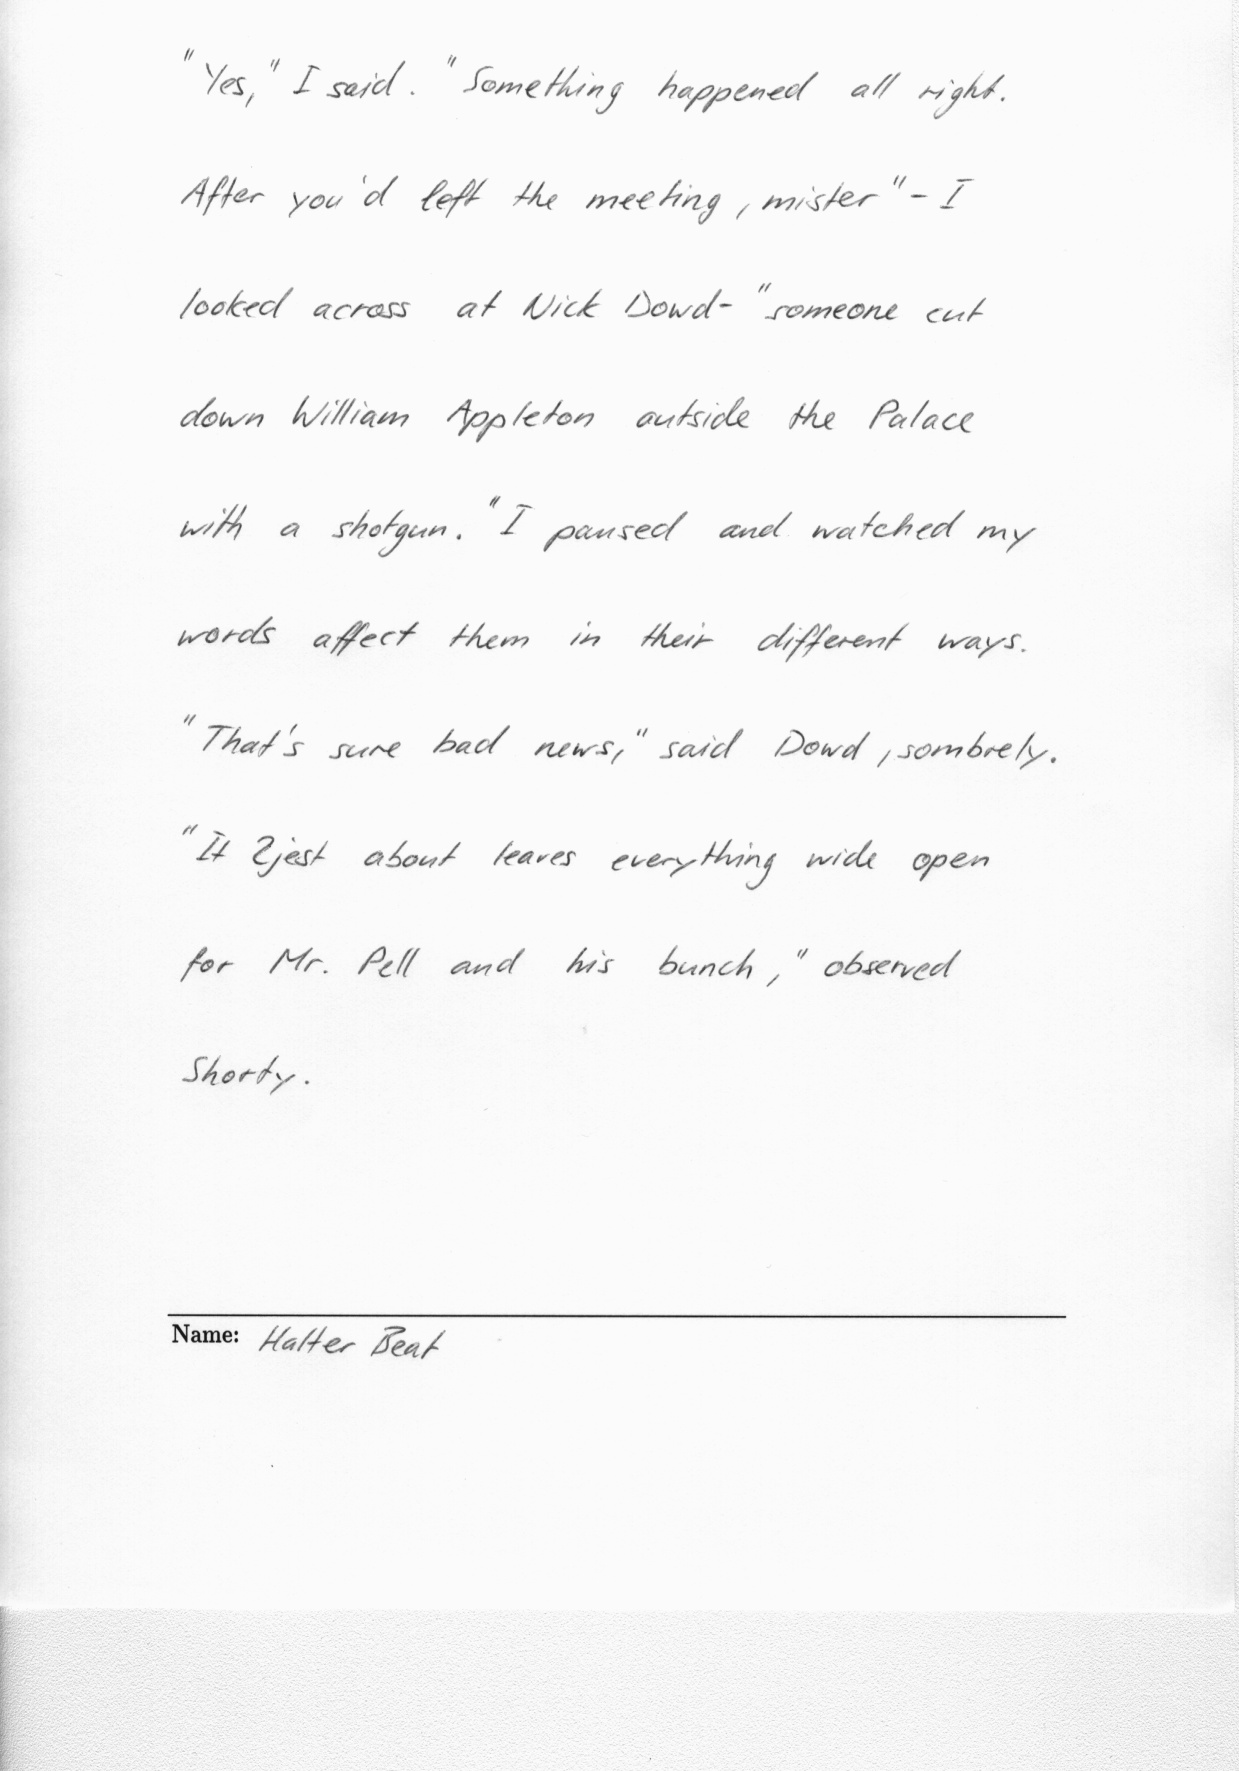 "Yes," I said. "Something happened all right.
After you'd left the meeting, mister" - I
looked across at Nick Dowd - "someone cut
down William Appleton outside the Palace
with a shotgun." I paused and watched my
words affect them in their different ways.
"That's sure bad news," said Dowd, sombrely.
"It 2jest about leaves everything wide open
for Mr. Pell and his bunch," observed
Shorty.
Name: Halter Beat